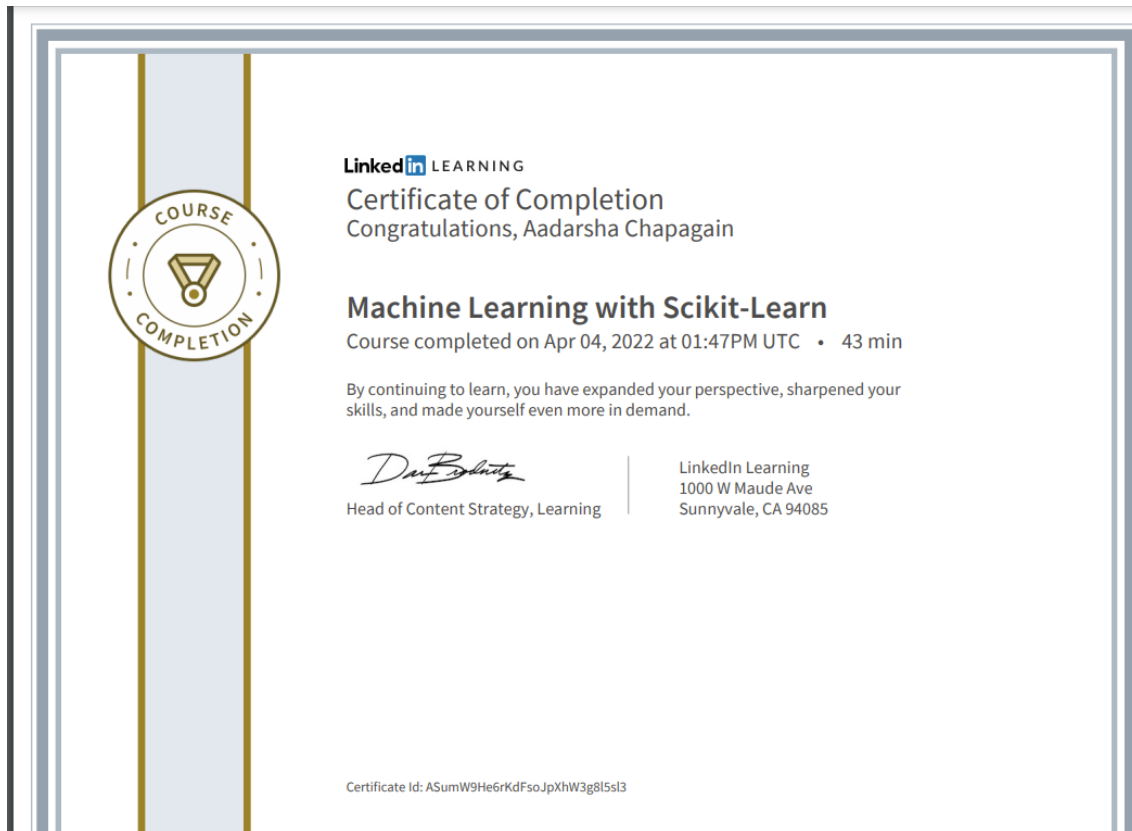 COURSE
COMPLETION
Linked in LEARNING
Certificate of Completion
Congratulations, Aadarsha Chapagain
Machine Learning with Scikit-Learn
Course completed on Apr 04, 2022 at 01:47PM UTC • 43 min
By continuing to learn, you have expanded your perspective, sharpened your
skills, and made yourself even more in demand.
Head of Content Strategy, Learning
LinkedIn Learning
1000 W Maude Ave
Sunnyvale, CA 94085
Certificate Id: ASumW9He6rKdFsoJpXhW3g8l5sl3